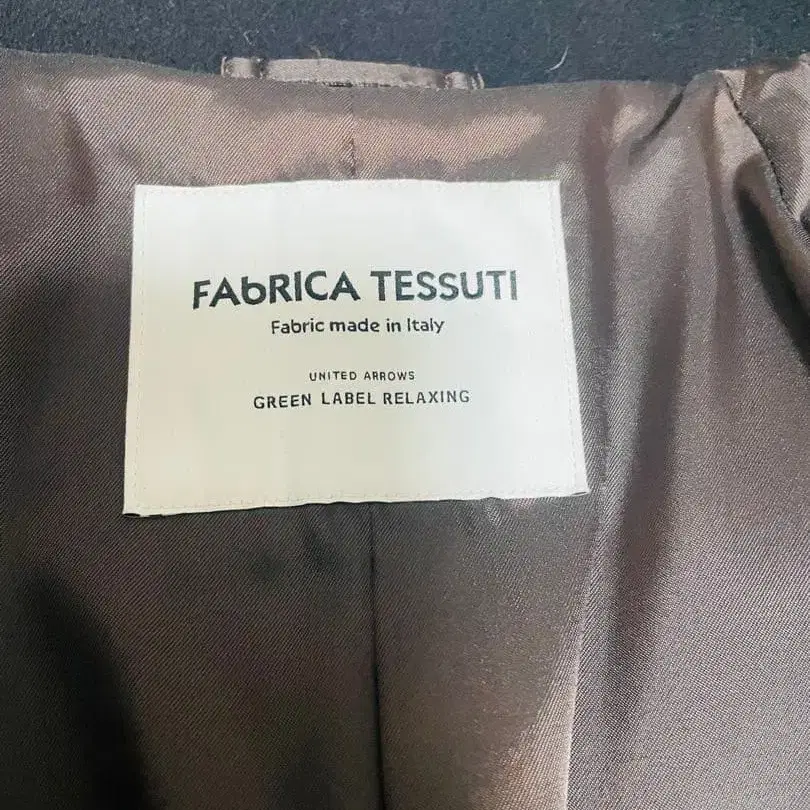 FAbRICA TESSUTI
Fabric made in Italy
UNITED ARROWS
GREEN LABEL RELAXING